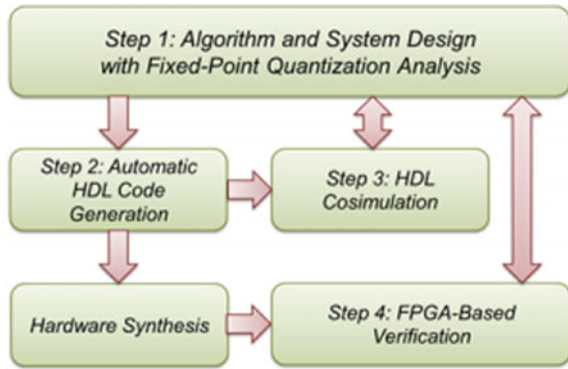 Step 1: Algorithm and System Design
with Fixed-Point Quantization Analysis
Step 2: Automatic
HDL Code
Generation
Step 3: HDL
Cosimulation
Hardware Synthesis
Step 4: FPGA-Based
Verification